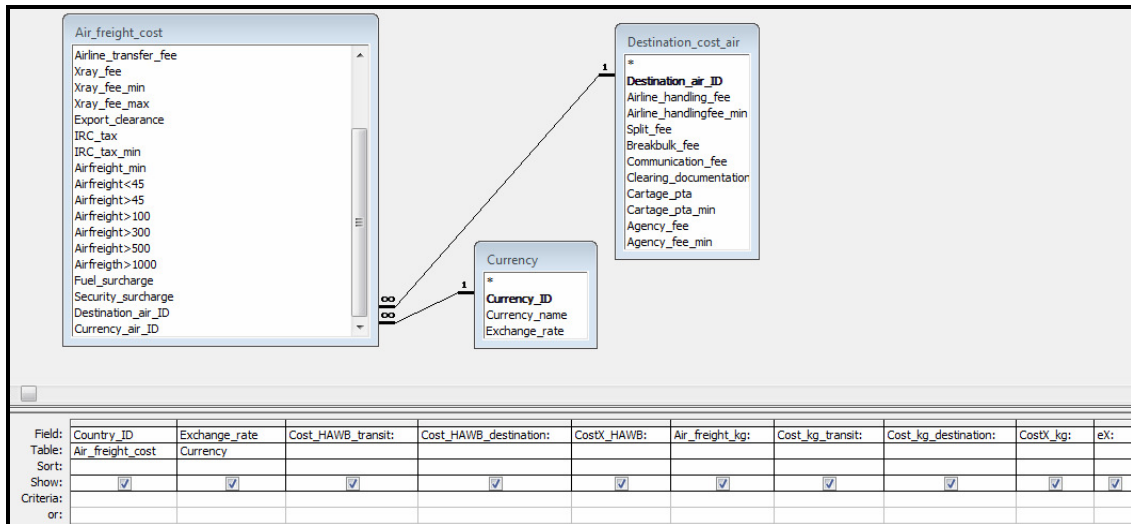 Air_freight_cost
Airline_transfer_fee
Xray_fee
Xray_fee_min
Xray_fee_max
Export_clearance
IRC_tax
IRC_tax_min
Airfreight_min
Airfreight<45
Airfreight>45
Airfreight>100
Airfreight>300
Airfreight>500
Airfreigth>1000
Fuel_surcharge
Security_surcharge
Destination_air_ID
Currency_air_ID
∞
∞
1
1
Currency
*
Currency_ID
Currency_name
Exchange_rate
Destination_cost_air
*
Destination_air_ID
Airline_handling_fee
Airline_handlingfee_min
Split_fee
Breakbulk_fee
Communication_fee
Clearing_documentation
Cartage_pta
Cartage_pta_min
Agency_fee
Agency_fee_min
Field: Country_ID Exchange_rate Cost_HAWB_transit: Cost_HAWB_destination: CostX_HAWB: Air_freight_kg: Cost_kg_transit: Cost_kg_destination: CostX_kg: eX:
Table: Air_freight_cost Currency
Sort:
Show:
Criteria:
or: